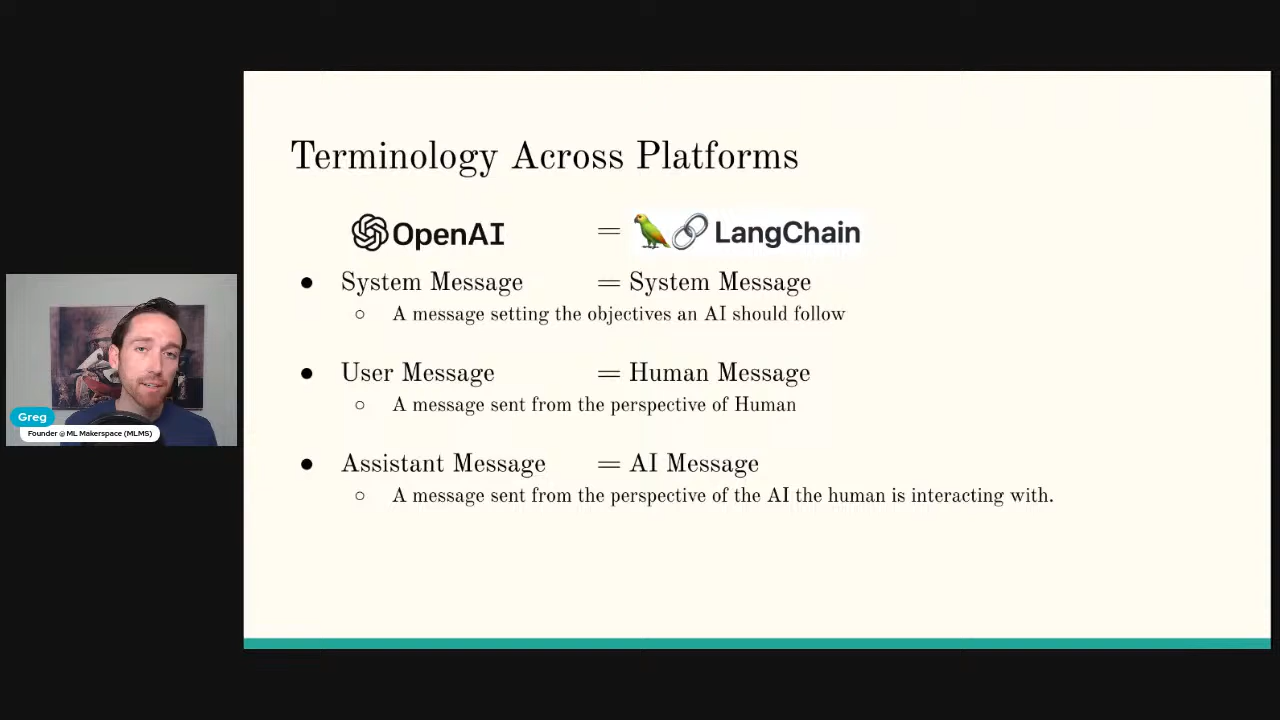 Terminology Across Platforms
OpenAI = LangChain
● System Message = System Message
○ A message setting the objectives an AI should follow
● User Message = Human Message
○ A message sent from the perspective of Human
● Assistant Message = AI Message
○ A message sent from the perspective of the AI the human is interacting with.
Greg
Founder @ ML Makerspace (MLMS)